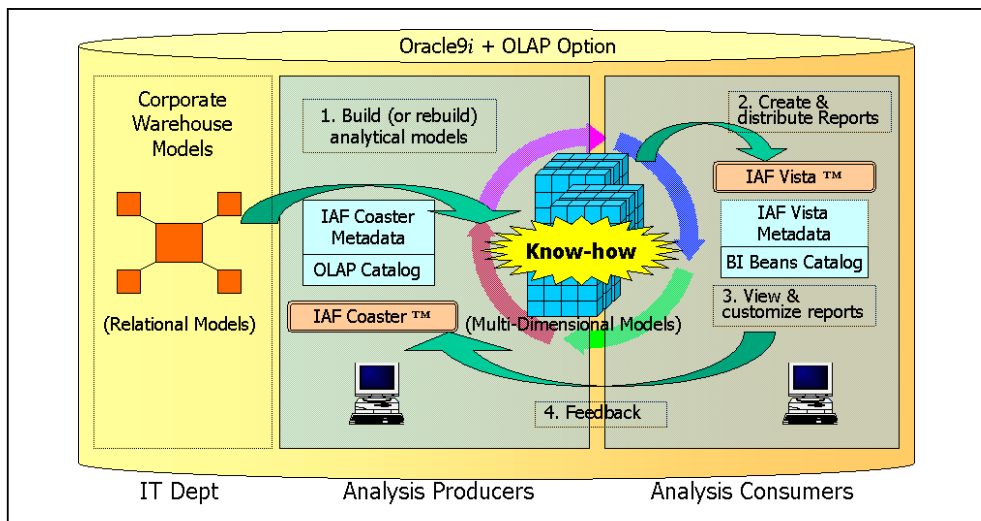 Oracle9i + OLAP Option
Corporate
Warehouse
Models
(Relational Models)
1. Build (or rebuild)
analytical models
IAF Coaster
Metadata
OLAP Catalog
IAF Coaster ™
Know-how
(Multi-Dimensional Models)
2. Create &
distribute Reports
IAF Vista ™
IAF Vista
Metadata
BI Beans Catalog
3. View &
customize reports
4. Feedback
IT Dept
Analysis Producers
Analysis Consumers